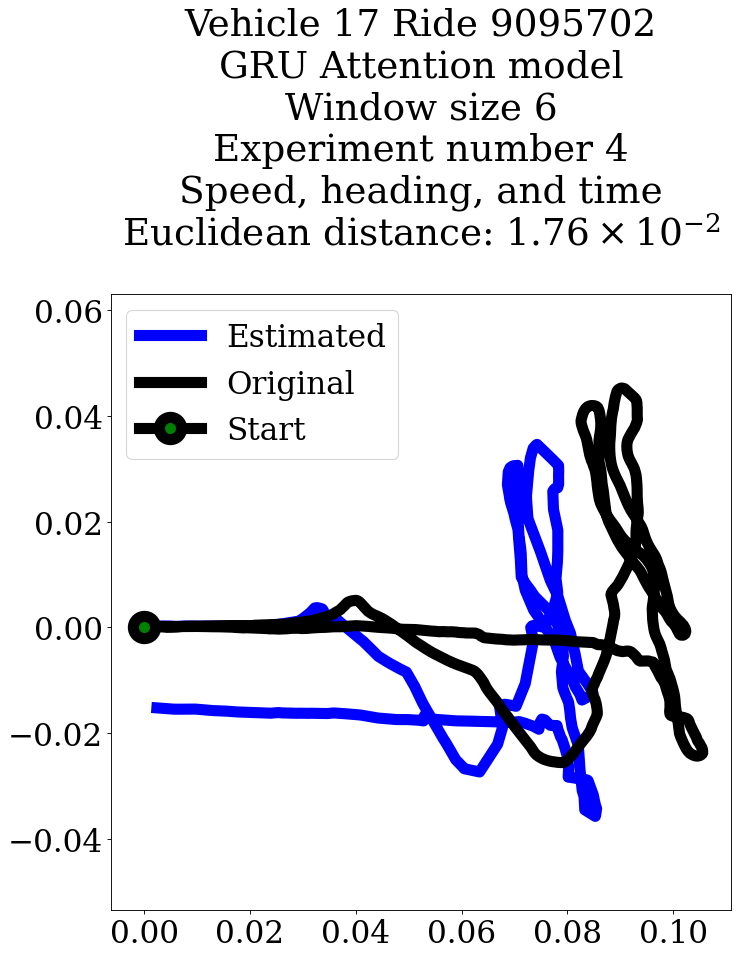 Vehicle 17 Ride 9095702
GRU Attention model
Window size 6
Experiment number 4
Speed, heading, and time
Euclidean distance: 1.76 × 10⁻²
Estimated
Original
Start
0.06
0.04
0.02
0.00
−0.02
−0.04
0.00 0.02 0.04 0.06 0.08 0.10